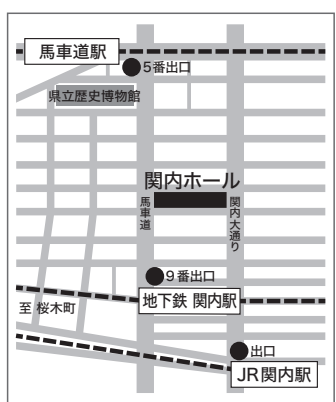 馬車道駅
5番出口
県立歴史博物館
関内ホール
馬車道
関内大通り
9番出口
地下鉄 関内駅
至 桜木町
出口
JR関内駅